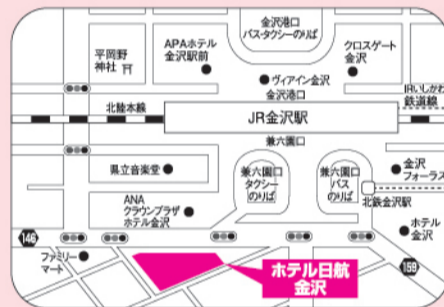 金沢港口
バス・タクシーのりば
平岡野
神社
APAホテル
金沢駅前
クロスゲート
金沢
ヴィアイン金沢
金沢港口
IRいしかわ
鉄道線
北陸本線
JR金沢駅
兼六園口
県立音楽堂
兼六園口
タクシー
のりば
兼六園口
バス
のりば
金沢
フォーラス
ANA
クラウンプラザ
ホテル金沢
北鉄金沢駅
146
ホテル
金沢
ファミリー
マート
ホテル日航
金沢
159